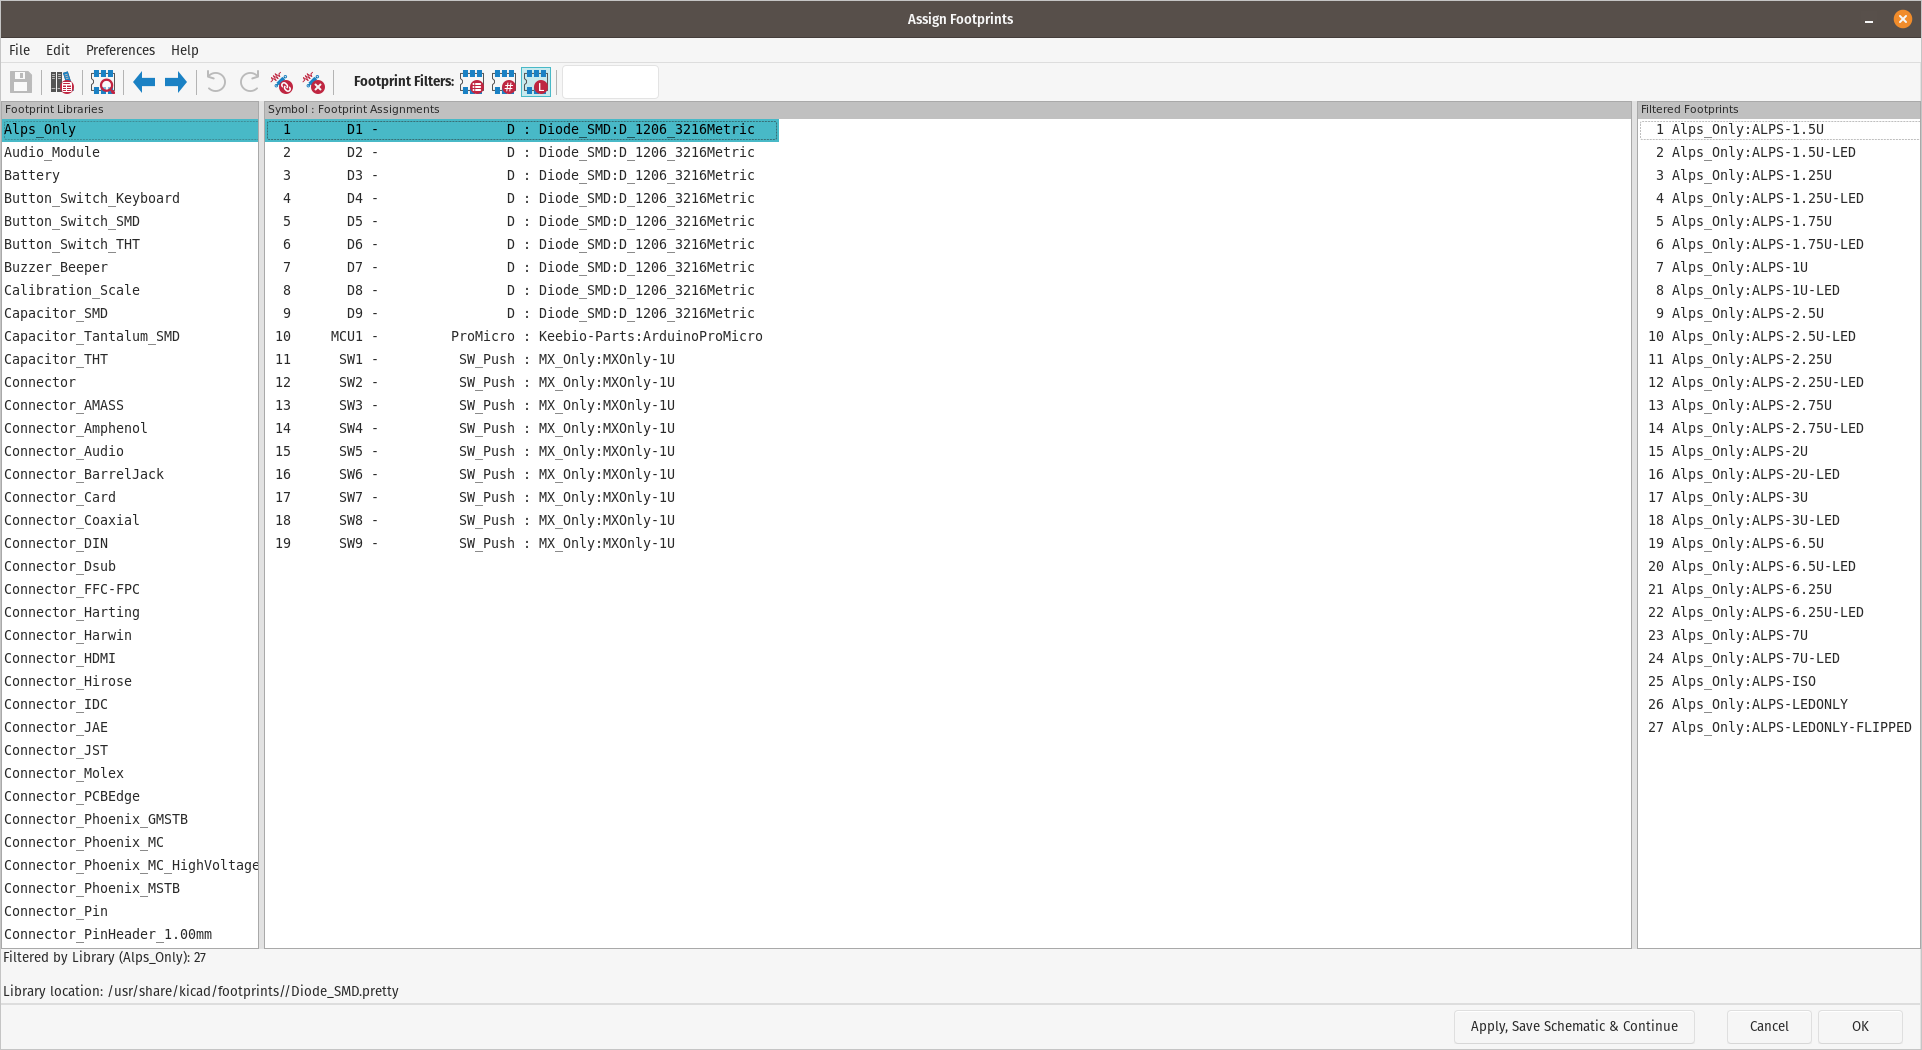 Assign Footprints
File Edit Preferences Help
Footprint Filters:
Footprint Libraries
Alps_Only
Audio_Module
Battery
Button_Switch_Keyboard
Button_Switch_SMD
Button_Switch_THT
Buzzer_Beeper
Calibration_Scale
Capacitor_SMD
Capacitor_Tantalum_SMD
Capacitor_THT
Connector
Connector_AMASS
Connector_Amphenol
Connector_Audio
Connector_BarrelJack
Connector_Card
Connector_Coaxial
Connector_DIN
Connector_Dsub
Connector_FFC-FPC
Connector_Harting
Connector_Harwin
Connector_HDMI
Connector_Hirose
Connector_IDC
Connector_JAE
Connector_JST
Connector_Molex
Connector_PCBEdge
Connector_Phoenix_GMSTB
Connector_Phoenix_MC
Connector_Phoenix_MC_HighVoltage
Connector_Phoenix_MSTB
Connector_Pin
Connector_PinHeader_1.00mm
Symbol : Footprint Assignments
1 D1 - D : Diode_SMD:D_1206_3216Metric
2 D2 - D : Diode_SMD:D_1206_3216Metric
3 D3 - D : Diode_SMD:D_1206_3216Metric
4 D4 - D : Diode_SMD:D_1206_3216Metric
5 D5 - D : Diode_SMD:D_1206_3216Metric
6 D6 - D : Diode_SMD:D_1206_3216Metric
7 D7 - D : Diode_SMD:D_1206_3216Metric
8 D8 - D : Diode_SMD:D_1206_3216Metric
9 D9 - D : Diode_SMD:D_1206_3216Metric
10 MCU1 - ProMicro : Keebio-Parts:ArduinoProMicro
11 SW1 - SW_Push : MX_Only:MXOnly-1U
12 SW2 - SW_Push : MX_Only:MXOnly-1U
13 SW3 - SW_Push : MX_Only:MXOnly-1U
14 SW4 - SW_Push : MX_Only:MXOnly-1U
15 SW5 - SW_Push : MX_Only:MXOnly-1U
16 SW6 - SW_Push : MX_Only:MXOnly-1U
17 SW7 - SW_Push : MX_Only:MXOnly-1U
18 SW8 - SW_Push : MX_Only:MXOnly-1U
19 SW9 - SW_Push : MX_Only:MXOnly-1U
Filtered Footprints
1 Alps_Only:ALPS-1.5U
2 Alps_Only:ALPS-1.5U-LED
3 Alps_Only:ALPS-1.25U
4 Alps_Only:ALPS-1.25U-LED
5 Alps_Only:ALPS-1.75U
6 Alps_Only:ALPS-1.75U-LED
7 Alps_Only:ALPS-1U
8 Alps_Only:ALPS-1U-LED
9 Alps_Only:ALPS-2.5U
10 Alps_Only:ALPS-2.5U-LED
11 Alps_Only:ALPS-2.25U
12 Alps_Only:ALPS-2.25U-LED
13 Alps_Only:ALPS-2.75U
14 Alps_Only:ALPS-2.75U-LED
15 Alps_Only:ALPS-2U
16 Alps_Only:ALPS-2U-LED
17 Alps_Only:ALPS-3U
18 Alps_Only:ALPS-3U-LED
19 Alps_Only:ALPS-6.5U
20 Alps_Only:ALPS-6.5U-LED
21 Alps_Only:ALPS-6.25U
22 Alps_Only:ALPS-6.25U-LED
23 Alps_Only:ALPS-7U
24 Alps_Only:ALPS-7U-LED
25 Alps_Only:ALPS-ISO
26 Alps_Only:ALPS-LEDONLY
27 Alps_Only:ALPS-LEDONLY-FLIPPED
Filtered by Library (Alps_Only): 27
Library location: /usr/share/kicad/footprints//Diode_SMD.pretty
Apply, Save Schematic & Continue Cancel OK